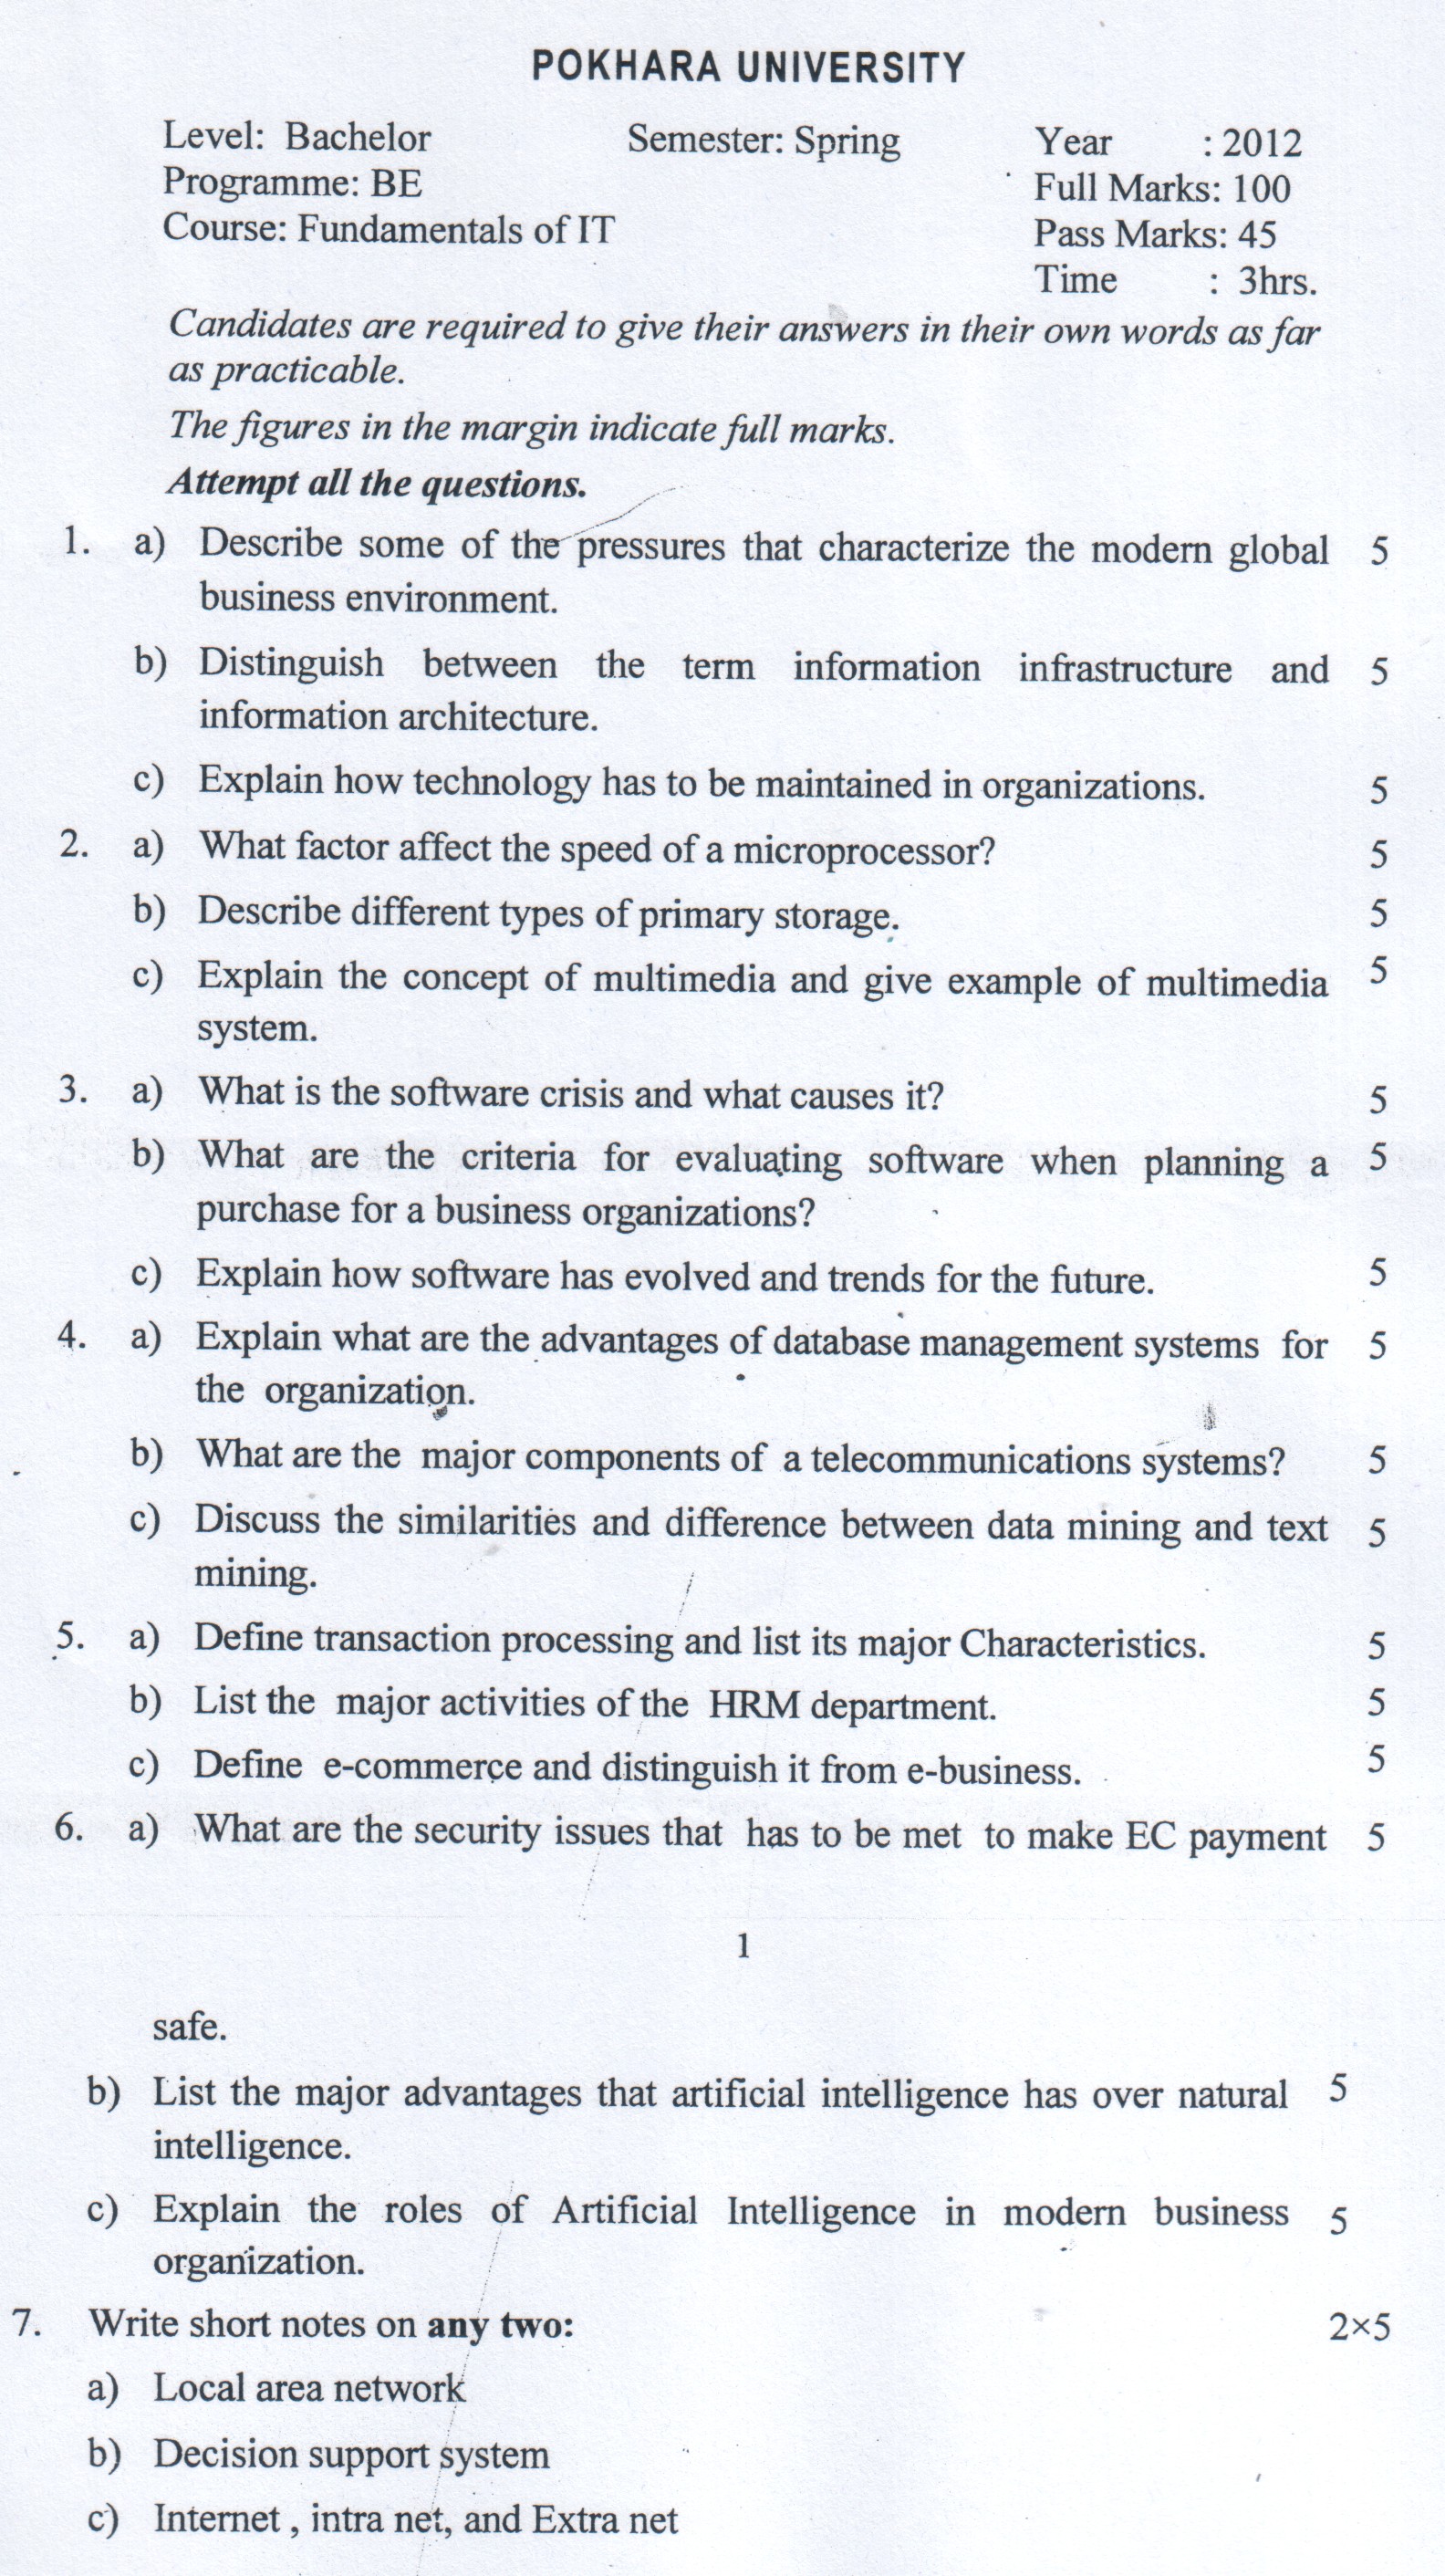 POKHARA UNIVERSITY
Level: Bachelor Semester: Spring Year : 2012
Programme: BE Full Marks: 100
Course: Fundamentals of IT Pass Marks: 45
Time : 3hrs.
Candidates are required to give their answers in their own words as far
as practicable.
The figures in the margin indicate full marks.
Attempt all the questions.
1. a) Describe some of the pressures that characterize the modern global 5
business environment.
b) Distinguish between the term information infrastructure and 5
information architecture.
c) Explain how technology has to be maintained in organizations. 5
2. a) What factor affect the speed of a microprocessor? 5
b) Describe different types of primary storage. 5
c) Explain the concept of multimedia and give example of multimedia 5
system.
3. a) What is the software crisis and what causes it? 5
b) What are the criteria for evaluating software when planning a 5
purchase for a business organizations?
c) Explain how software has evolved and trends for the future. 5
4. a) Explain what are the advantages of database management systems for 5
the organization.
b) What are the major components of a telecommunications systems? 5
c) Discuss the similarities and difference between data mining and text 5
mining.
5. a) Define transaction processing and list its major Characteristics. 5
b) List the major activities of the HRM department. 5
c) Define e-commerce and distinguish it from e-business. 5
6. a) What are the security issues that has to be met to make EC payment 5
1
safe.
b) List the major advantages that artificial intelligence has over natural 5
intelligence.
c) Explain the roles of Artificial Intelligence in modern business 5
organization.
7. Write short notes on any two: 2×5
a) Local area network
b) Decision support system
c) Internet , intra net, and Extra net